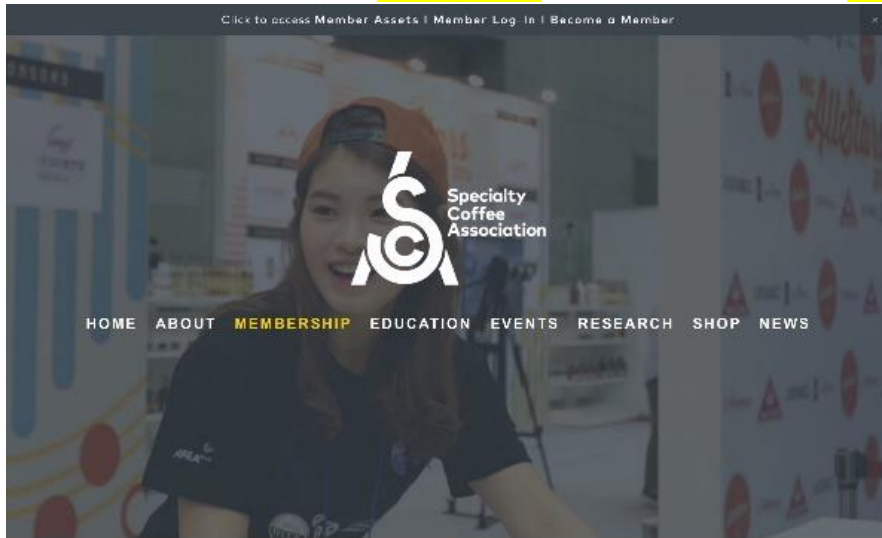 Click to access Member Assets | Member Log-In | Become a Member
Specialty
Coffee
Association
HOME ABOUT MEMBERSHIP EDUCATION EVENTS RESEARCH SHOP NEWS